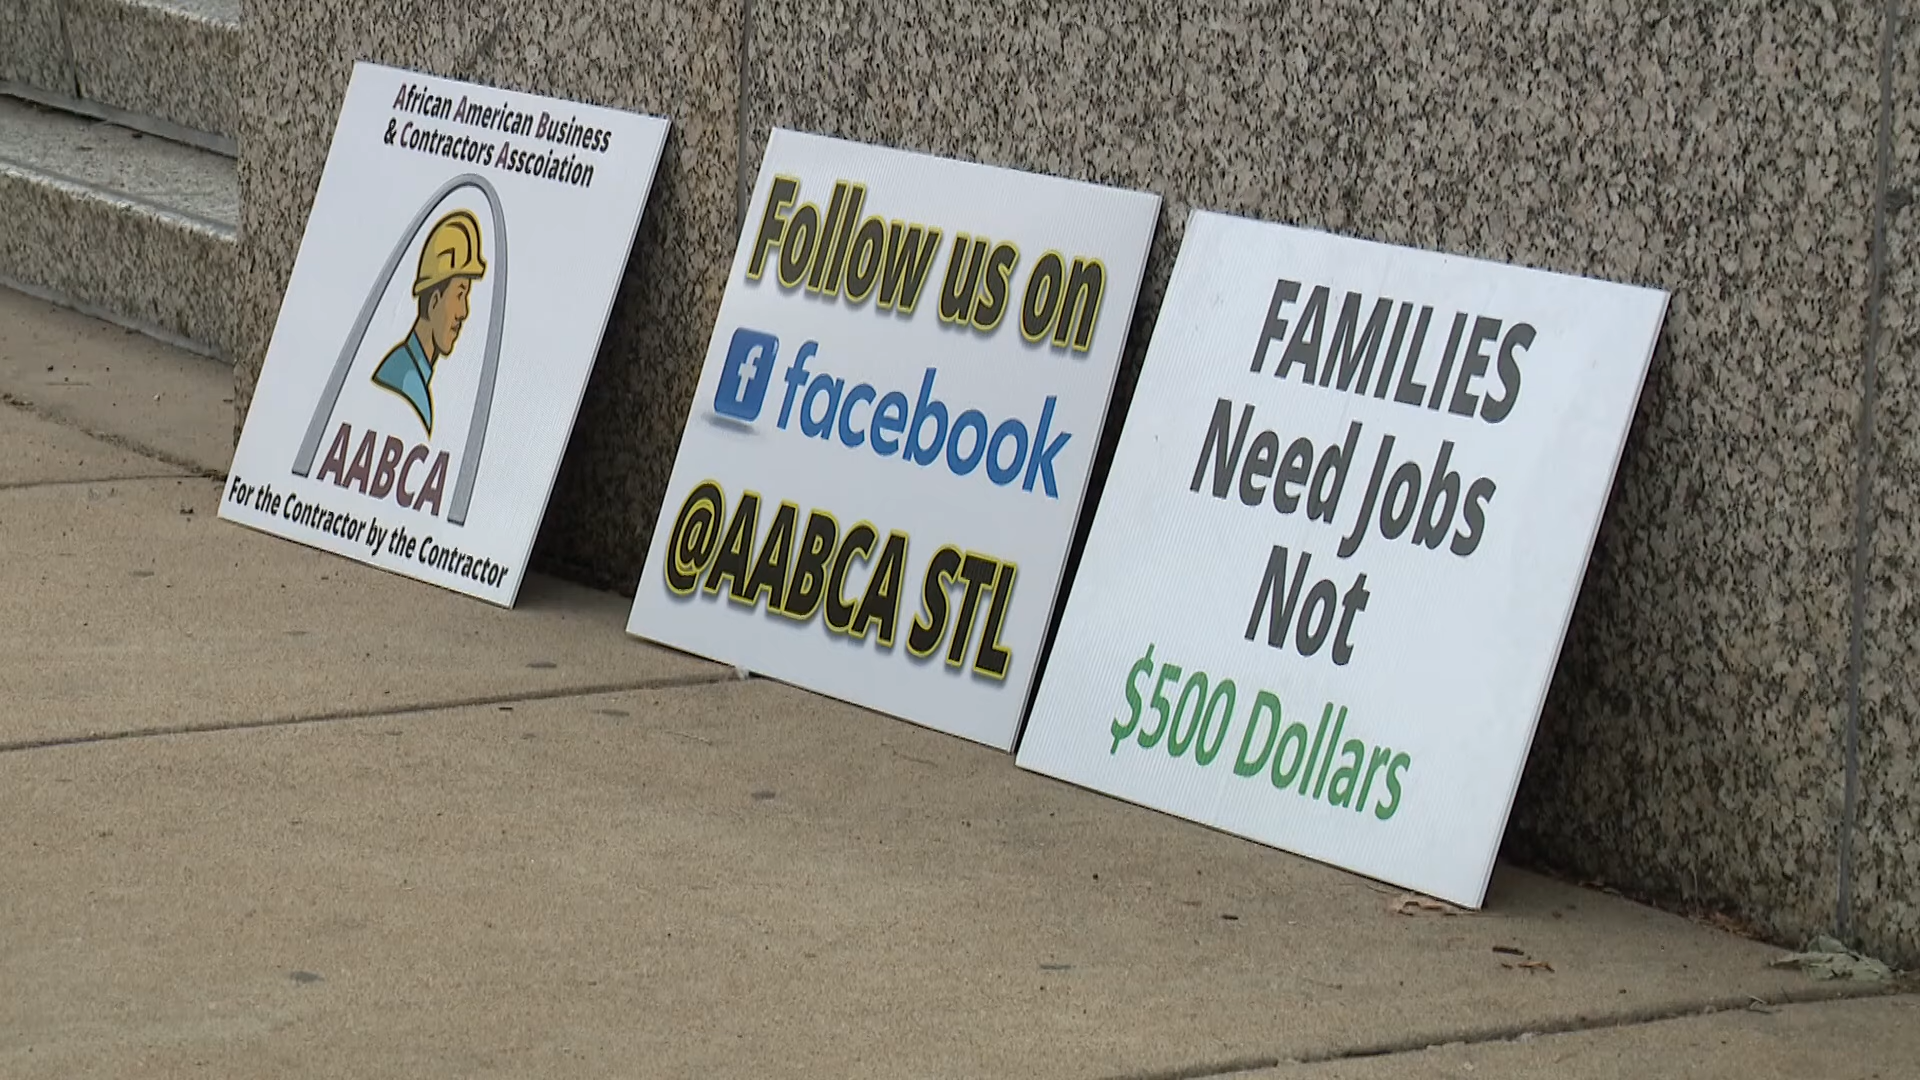 African American Business
& Contractors Asscoiation
AABCA
For the Contractor by the Contractor
Follow us on
f facebook
@AABCA STL
FAMILIES
Need Jobs
Not
$500 Dollars